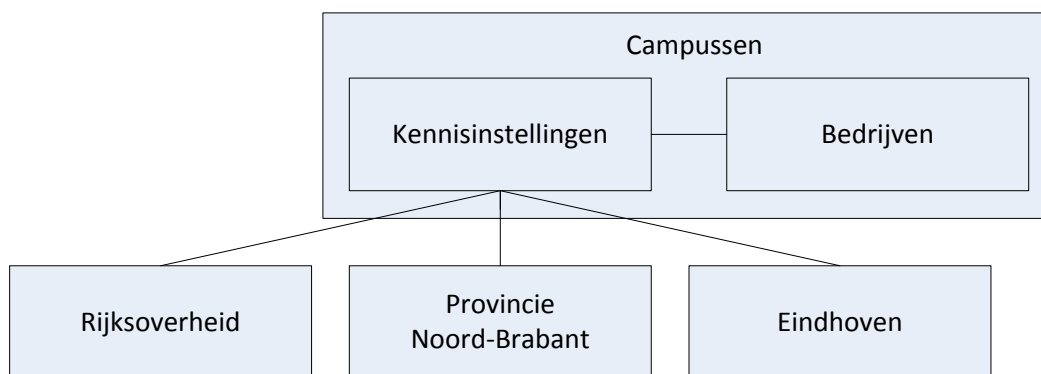 Campussen
Kennisinstellingen
Bedrijven
Rijksoverheid
Provincie
Noord-Brabant
Eindhoven